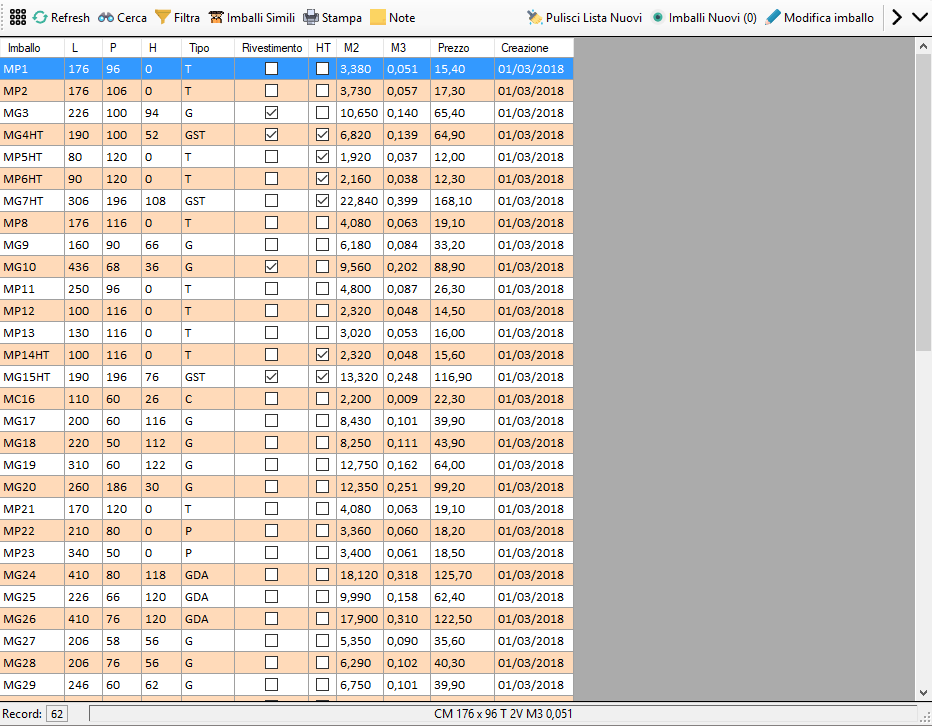 Refresh Cerca Filtra Imballi Simili Stampa Note Pulisci Lista Nuovi Imballi Nuovi (0) Modifica imballo
Imballo L P H Tipo Rivestimento HT M2 M3 Prezzo Creazione
MP1 176 96 0 T 3,380 0,051 15,40 01/03/2018
MP2 176 106 0 T 3,730 0,057 17,30 01/03/2018
MG3 226 100 94 G 10,650 0,140 65,40 01/03/2018
MG4HT 190 100 52 GST 6,820 0,139 64,90 01/03/2018
MP5HT 80 120 0 T 1,920 0,037 12,00 01/03/2018
MP6HT 90 120 0 T 2,160 0,038 12,30 01/03/2018
MG7HT 306 196 108 GST 22,840 0,399 168,10 01/03/2018
MP8 176 116 0 T 4,080 0,063 19,10 01/03/2018
MG9 160 90 66 G 6,180 0,084 33,20 01/03/2018
MG10 436 68 36 G 9,560 0,202 88,90 01/03/2018
MP11 250 96 0 T 4,800 0,087 26,30 01/03/2018
MP12 100 116 0 T 2,320 0,048 14,50 01/03/2018
MP13 130 116 0 T 3,020 0,053 16,00 01/03/2018
MP14HT 100 116 0 T 2,320 0,048 15,60 01/03/2018
MG15HT 190 196 76 GST 13,320 0,248 116,90 01/03/2018
MC16 110 60 26 C 2,200 0,009 22,30 01/03/2018
MG17 200 60 116 G 8,430 0,101 39,90 01/03/2018
MG18 220 50 112 G 8,250 0,111 43,90 01/03/2018
MG19 310 60 122 G 12,750 0,162 64,00 01/03/2018
MG20 260 186 30 G 12,350 0,251 99,20 01/03/2018
MP21 170 120 0 T 4,080 0,063 19,10 01/03/2018
MP22 210 80 0 P 3,360 0,060 18,20 01/03/2018
MP23 340 50 0 P 3,400 0,061 18,50 01/03/2018
MG24 410 80 118 GDA 18,120 0,318 125,70 01/03/2018
MG25 226 66 120 GDA 9,990 0,158 62,40 01/03/2018
MG26 410 76 120 GDA 17,900 0,310 122,50 01/03/2018
MG27 206 58 56 G 5,350 0,090 35,60 01/03/2018
MG28 206 76 56 G 6,290 0,102 40,30 01/03/2018
MG29 246 60 62 G 6,750 0,101 39,90 01/03/2018
Record: 62 CM 176 x 96 T 2V M3 0,051